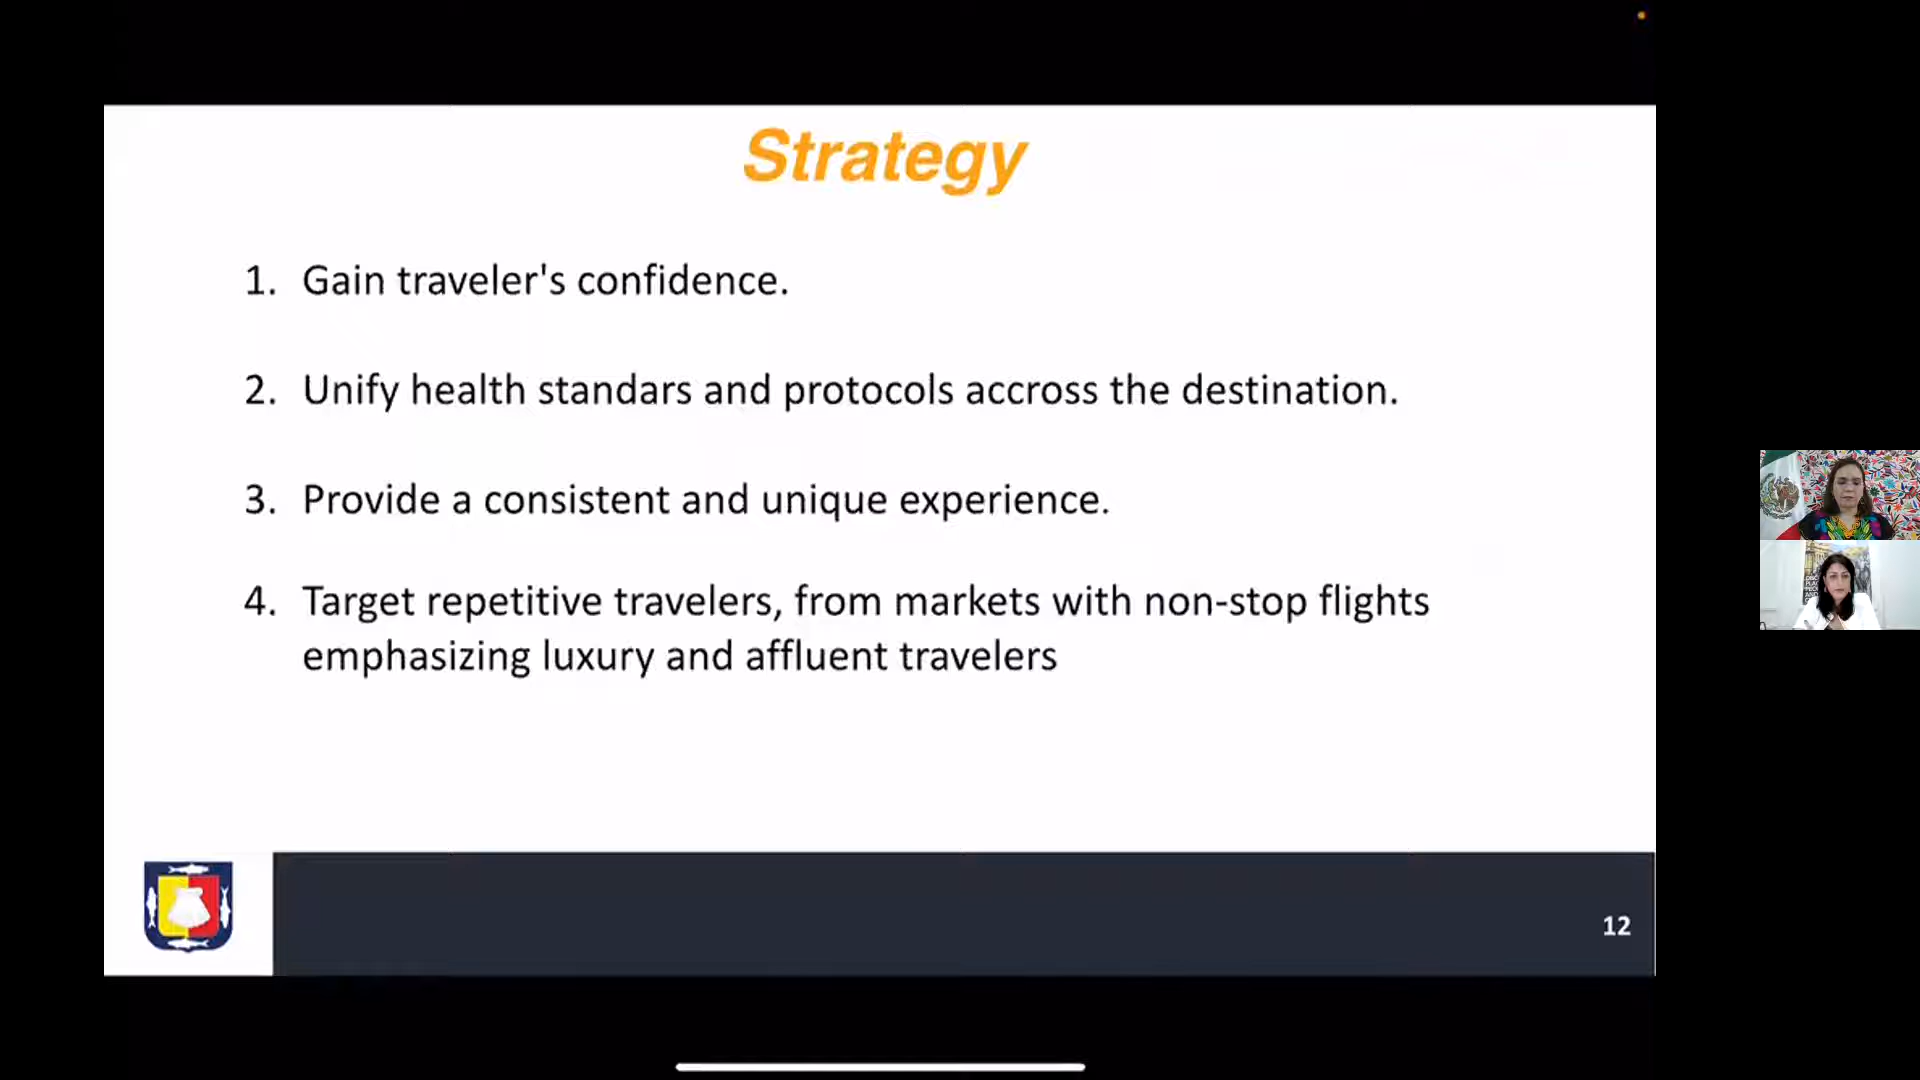 Strategy
1. Gain traveler's confidence.
2. Unify health standars and protocols accross the destination.
3. Provide a consistent and unique experience.
4. Target repetitive travelers, from markets with non-stop flights
emphasizing luxury and affluent travelers
12